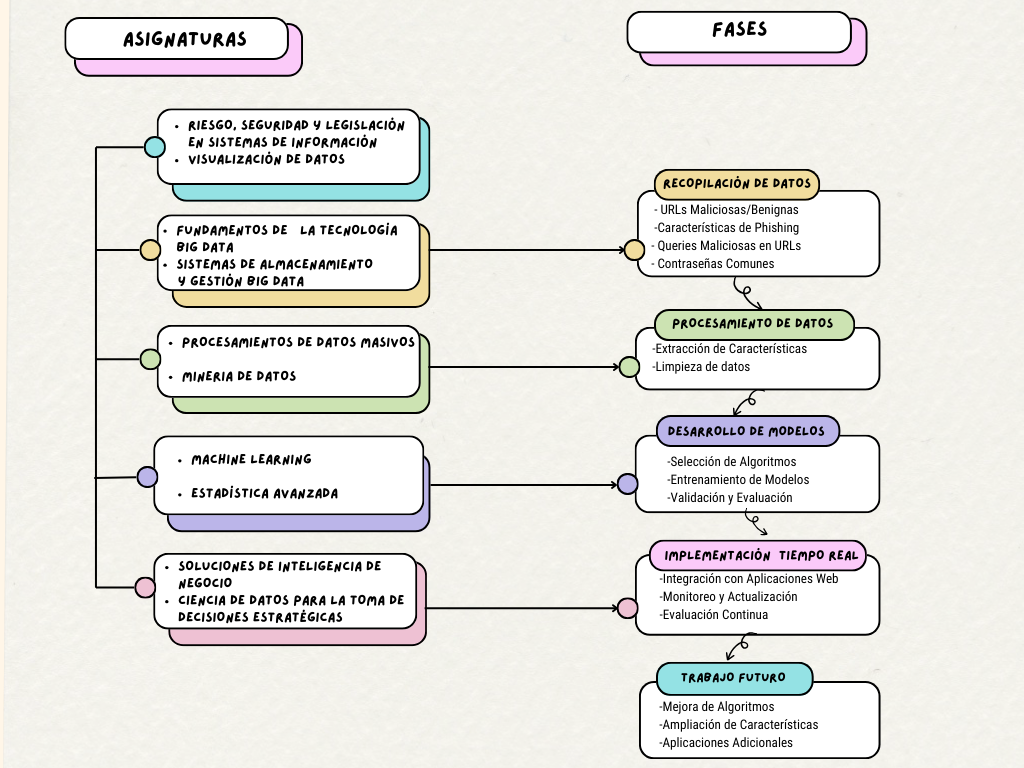 ASIGNATURAS
• RIESGO, SEGURIDAD Y LEGISLACIÓN
EN SISTEMAS DE INFORMACIÓN
• VISUALIZACIÓN DE DATOS
• FUNDAMENTOS DE LA TECNOLOGÍA
BIG DATA
• SISTEMAS DE ALMACENAMIENTO
Y GESTIÓN BIG DATA
• PROCESAMIENTOS DE DATOS MASIVOS
• MINERIA DE DATOS
• MACHINE LEARNING
• ESTADÍSTICA AVANZADA
• SOLUCIONES DE INTELIGENCIA DE
NEGOCIO
• CIENCIA DE DATOS PARA LA TOMA DE
DECISIONES ESTRATÉGICAS
FASES
RECOPILACIÓN DE DATOS
- URLs Maliciosas/Benignas
-Características de Phishing
- Queries Maliciosas en URLs
- Contraseñas Comunes
PROCESAMIENTO DE DATOS
-Extracción de Características
-Limpieza de datos
DESARROLLO DE MODELOS
-Selección de Algoritmos
-Entrenamiento de Modelos
-Validación y Evaluación
IMPLEMENTACIÓN TIEMPO REAL
-Integración con Aplicaciones Web
-Monitoreo y Actualización
-Evaluación Continua
TRABAJO FUTURO
-Mejora de Algoritmos
-Ampliación de Características
-Aplicaciones Adicionales